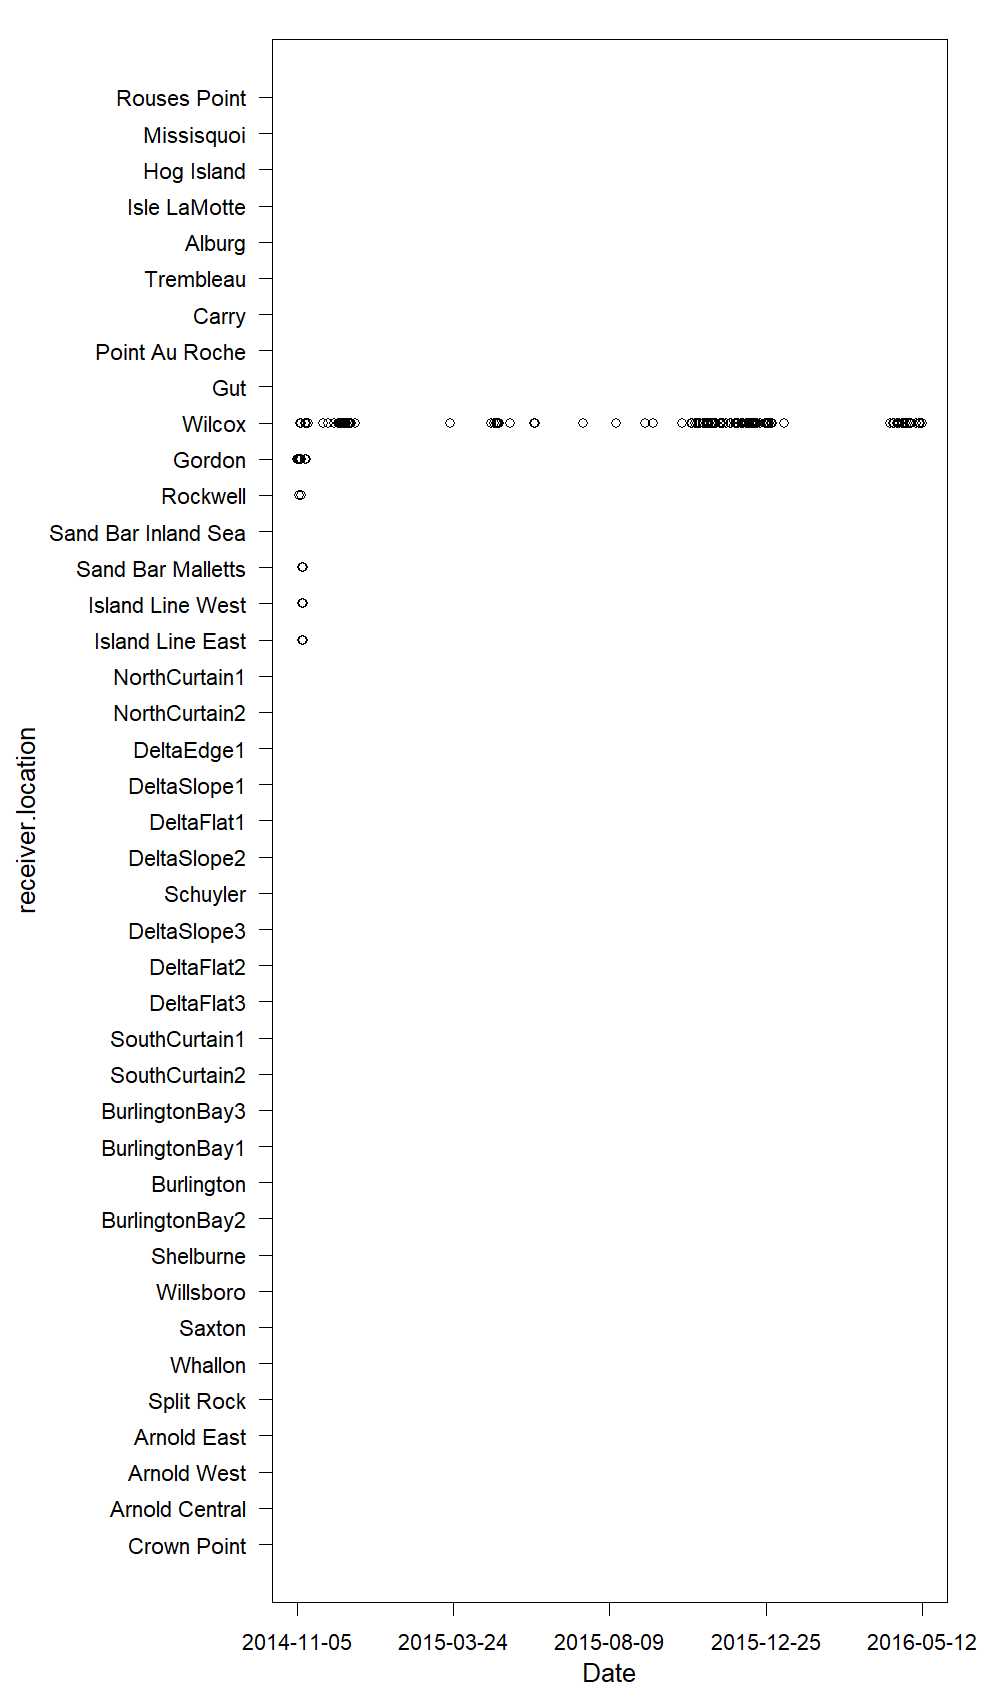 Rouses Point
Missisquoi
Hog Island
Isle LaMotte
Alburg
Trembleau
Carry
Point Au Roche
Gut
Wilcox
Gordon
Rockwell
Sand Bar Inland Sea
Sand Bar Malletts
Island Line West
Island Line East
NorthCurtain1
NorthCurtain2
DeltaEdge1
DeltaSlope1
DeltaFlat1
DeltaSlope2
Schuyler
DeltaSlope3
DeltaFlat2
DeltaFlat3
SouthCurtain1
SouthCurtain2
BurlingtonBay3
BurlingtonBay1
Burlington
BurlingtonBay2
Shelburne
Willsboro
Saxton
Whallon
Split Rock
Arnold East
Arnold West
Arnold Central
Crown Point
receiver.location
2014-11-05 2015-03-24 2015-08-09 2015-12-25 2016-05-12
Date